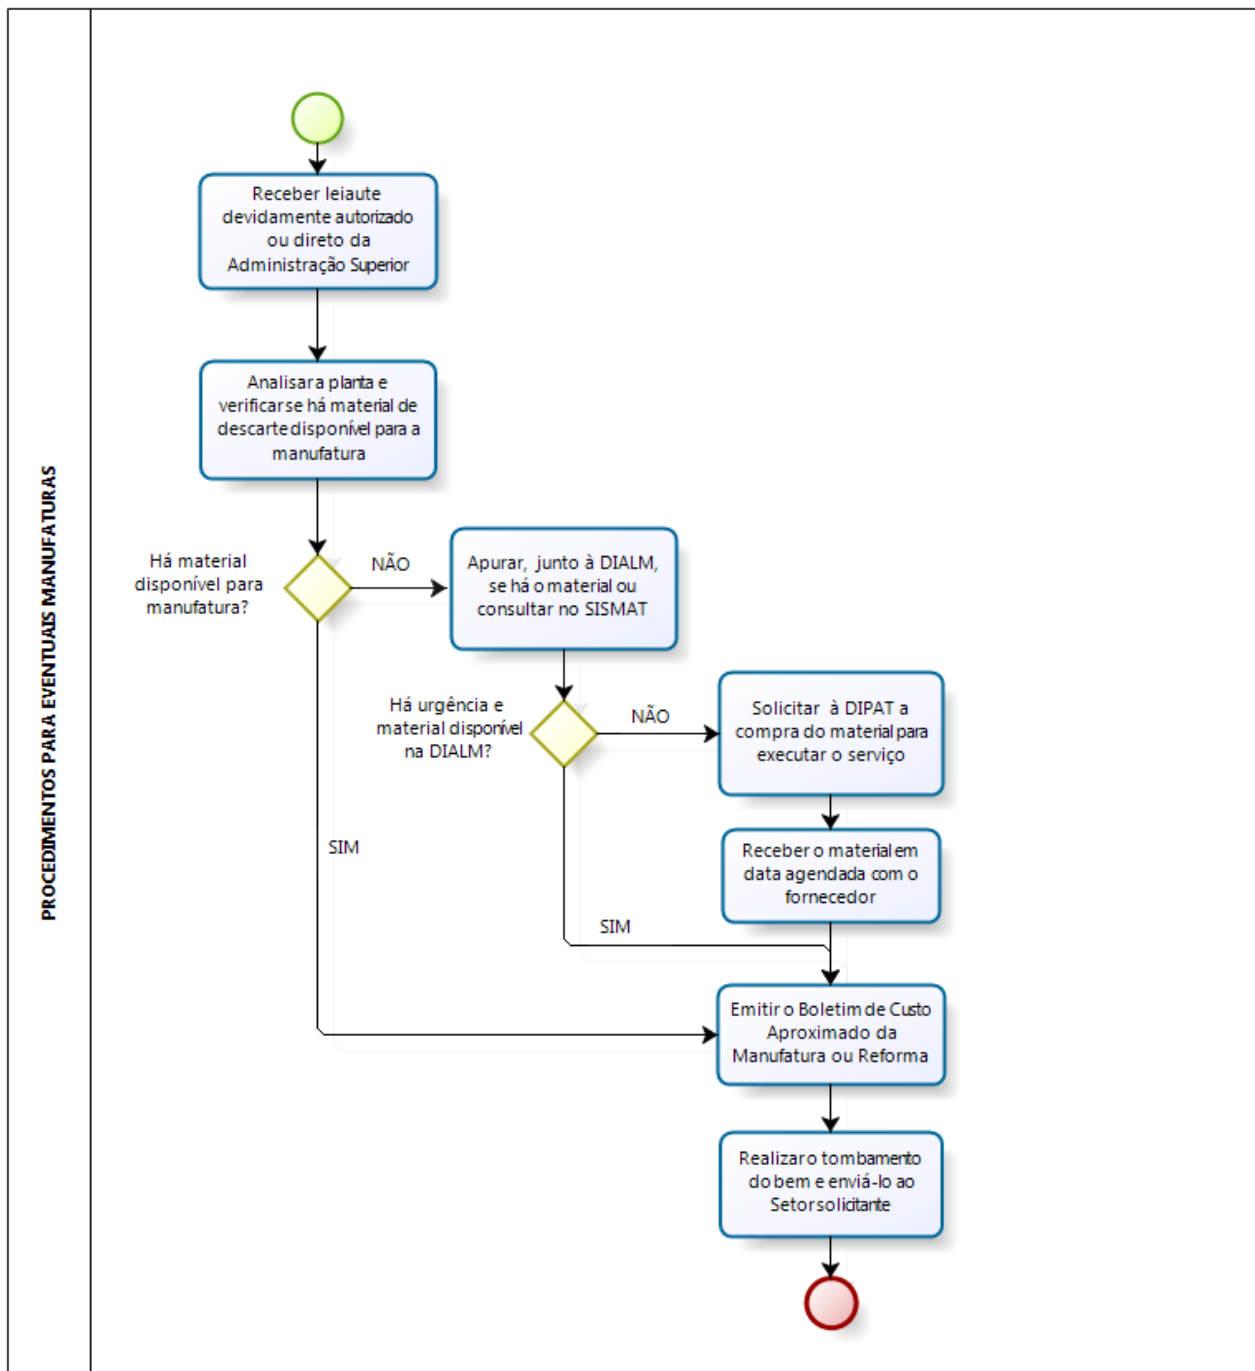 PROCEDIMENTOS PARA EVENTUAIS MANUFATURAS
Receber leiaute
devidamente autorizado
ou direto da
Administração Superior
Analisar a planta e
verificar se há material de
descarte disponível para a
manufatura
Há material
disponível para
manufatura?
NÃO
Apurar, junto à DIALM,
se há o material ou
consultar no SISMAT
Há urgência e
material disponível
na DIALM?
NÃO
Solicitar à DIPAT a
compra do material para
executar o serviço
SIM
Receber o material em
data agendada com o
fornecedor
SIM
Emitir o Boletim de Custo
Aproximado da
Manufatura ou Reforma
Realizar o tombamento
do bem e enviá-lo ao
Setor solicitante